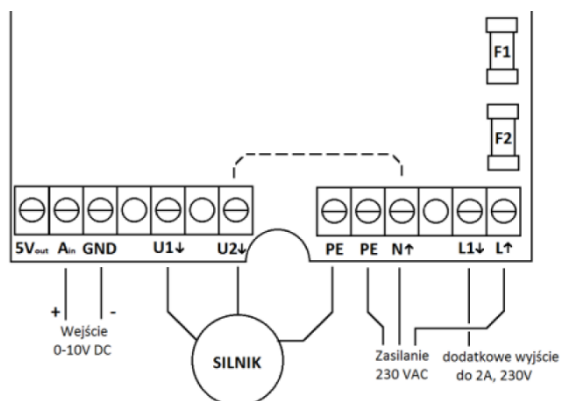 F1
F2
5Vout Ain GND U1↓ U2↓ PE PE N↑ L1↓ L↑
+ -
Wejście
0-10V DC
SILNIK
Zasilanie
230 VAC
dodatkowe wyjście
do 2A, 230V